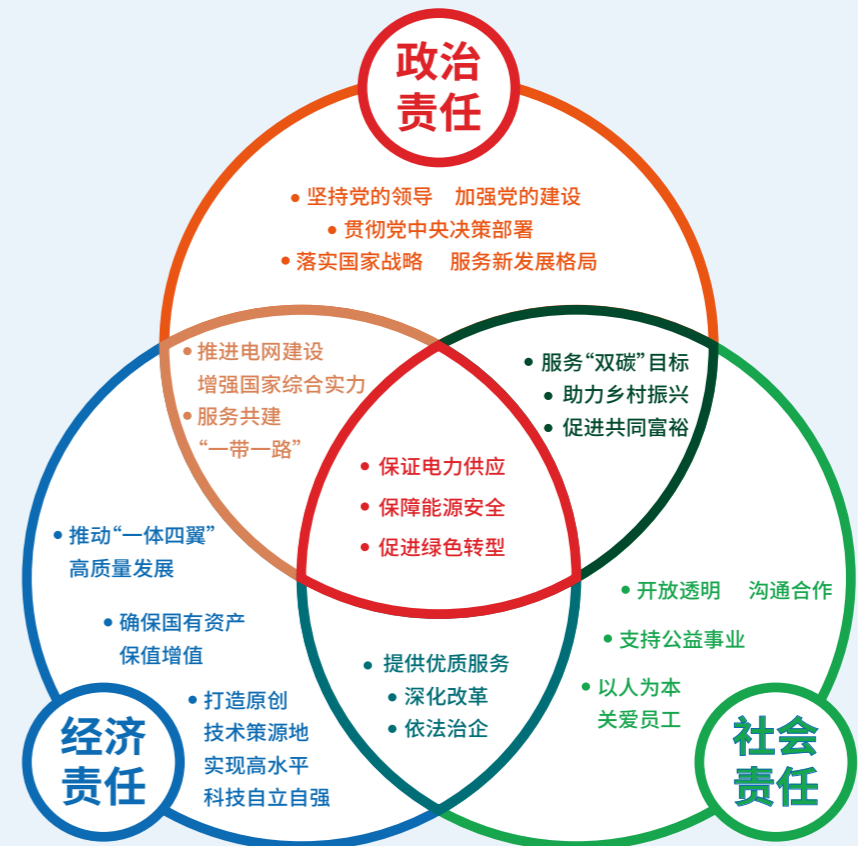 政治
责任
• 坚持党的领导 加强党的建设
• 贯彻党中央决策部署
• 落实国家战略 服务新发展格局
• 推进电网建设
增强国家综合实力
• 服务共建
“一带一路”
• 服务“双碳”目标
• 助力乡村振兴
• 促进共同富裕
• 保证电力供应
• 保障能源安全
• 促进绿色转型
• 推动“一体四翼”
高质量发展
• 确保国有资产
保值增值
• 打造原创
技术策源地
实现高水平
科技自立自强
• 提供优质服务
• 深化改革
• 依法治企
• 开放透明 沟通合作
• 支持公益事业
• 以人为本
关爱员工
经济
责任
社会
责任